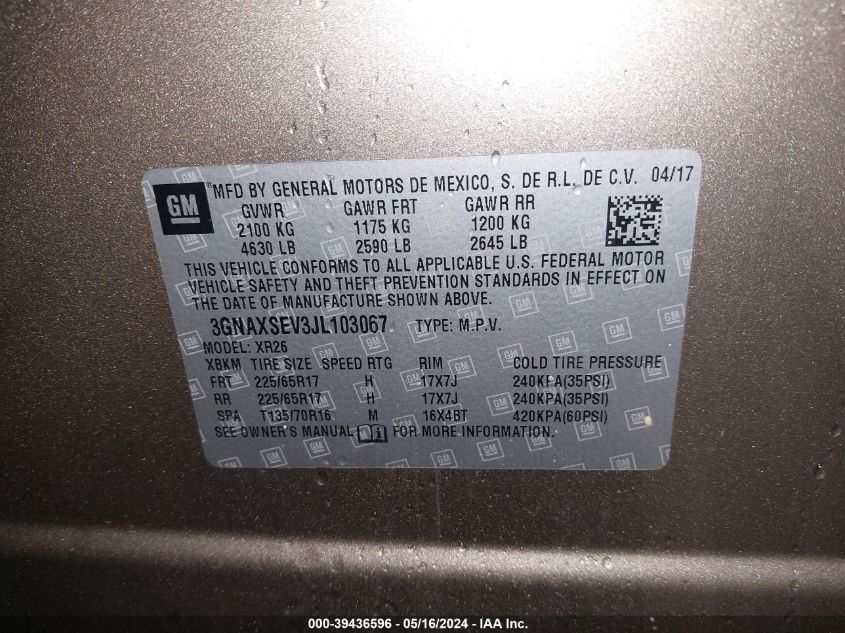 GM ® MFD BY GENERAL MOTORS DE MEXICO, S. DE R.L. DE C.V. 04/17
GVWR GAWR FRT GAWR RR
2100 KG 1175 KG 1200 KG
4630 LB 2590 LB 2645 LB
THIS VEHICLE CONFORMS TO ALL APPLICABLE U.S. FEDERAL MOTOR
VEHICLE SAFETY AND THEFT PREVENTION STANDARDS IN EFFECT ON
THE DATE OF MANUFACTURE SHOWN ABOVE.
3GNAXSEV3JL103067 TYPE: M.P.V.
MODEL: XR26
XBKM TIRE SIZE SPEED RTG RIM COLD TIRE PRESSURE
FRT 225/65R17 H 17X7J 240KPA(35PSI)
RR 225/65R17 H 17X7J 240KPA(35PSI)
SPA T135/70R16 M 16X4BT 420KPA(60PSI)
SEE OWNER'S MANUAL FOR MORE INFORMATION.
000-39436596 - 05/16/2024 - IAA Inc.